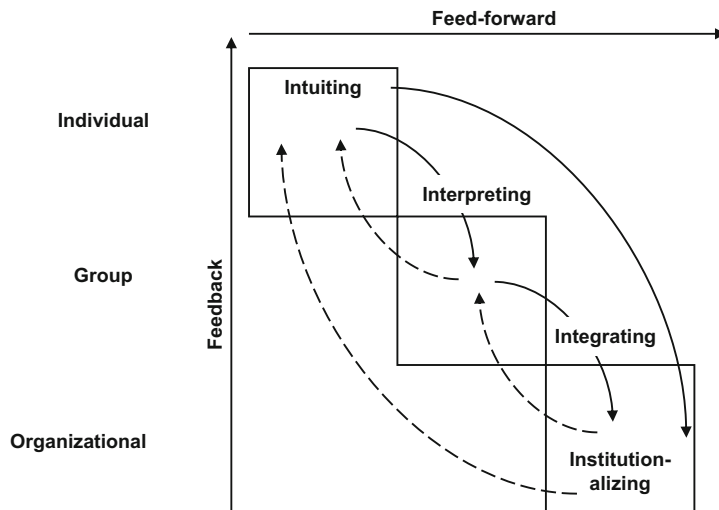 Feed-forward
Intuiting
Individual
Interpreting
Group
Feedback
Integrating
Organizational
Institution-
alizing